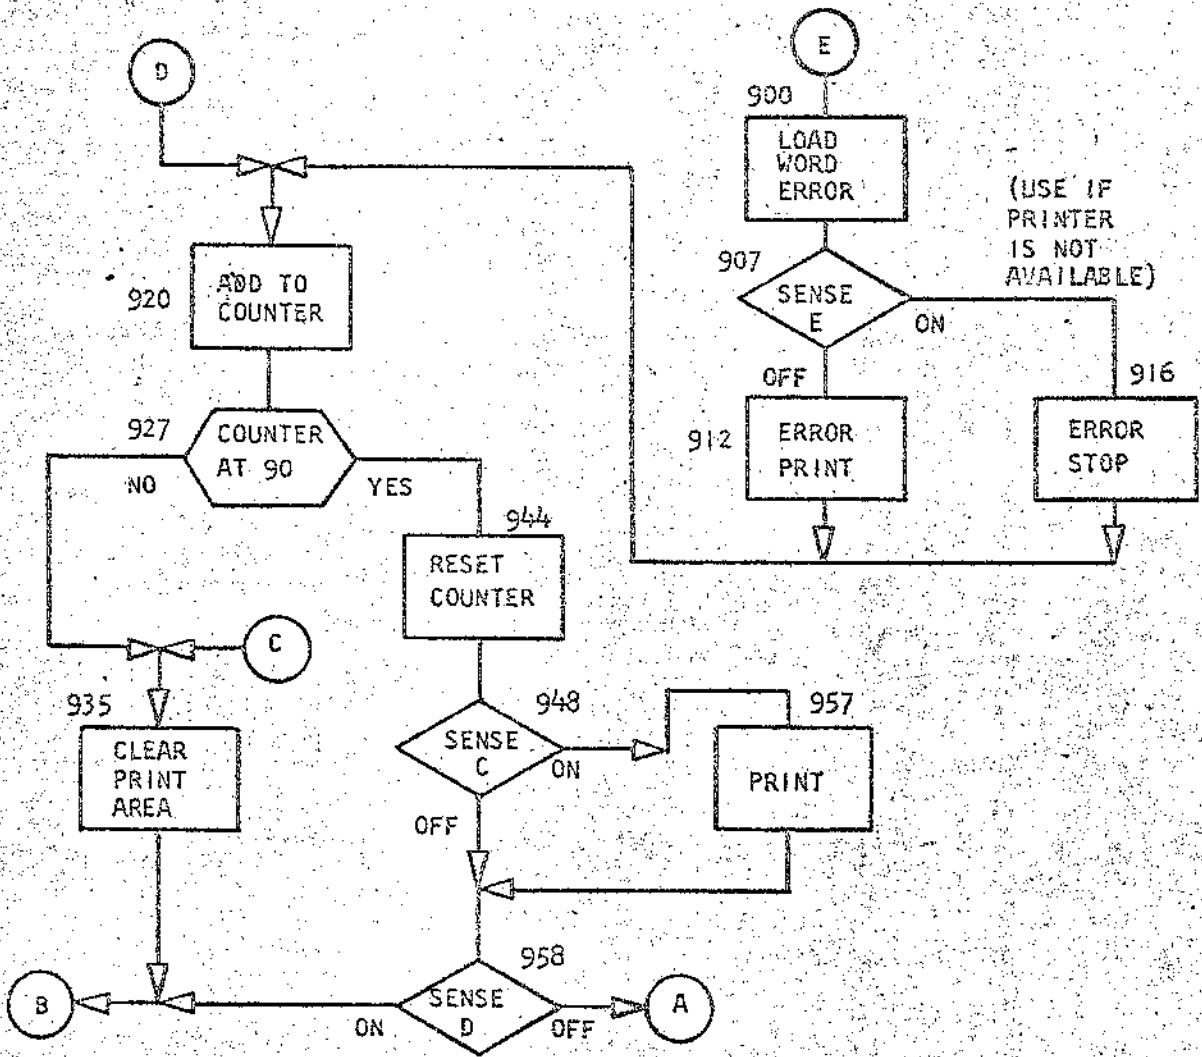 E
D
900
LOAD
WORD
ERROR
(USE IF
PRINTER
IS NOT
AVAILABLE)
907
SENSE
E
ON
OFF
920
ADD TO
COUNTER
916
912
ERROR
PRINT
ERROR
STOP
927
COUNTER
AT 90
NO
YES
944
RESET
COUNTER
C
935
CLEAR
PRINT
AREA
948
SENSE
C
ON
OFF
957
PRINT
958
SENSE
D
ON
OFF
B
A